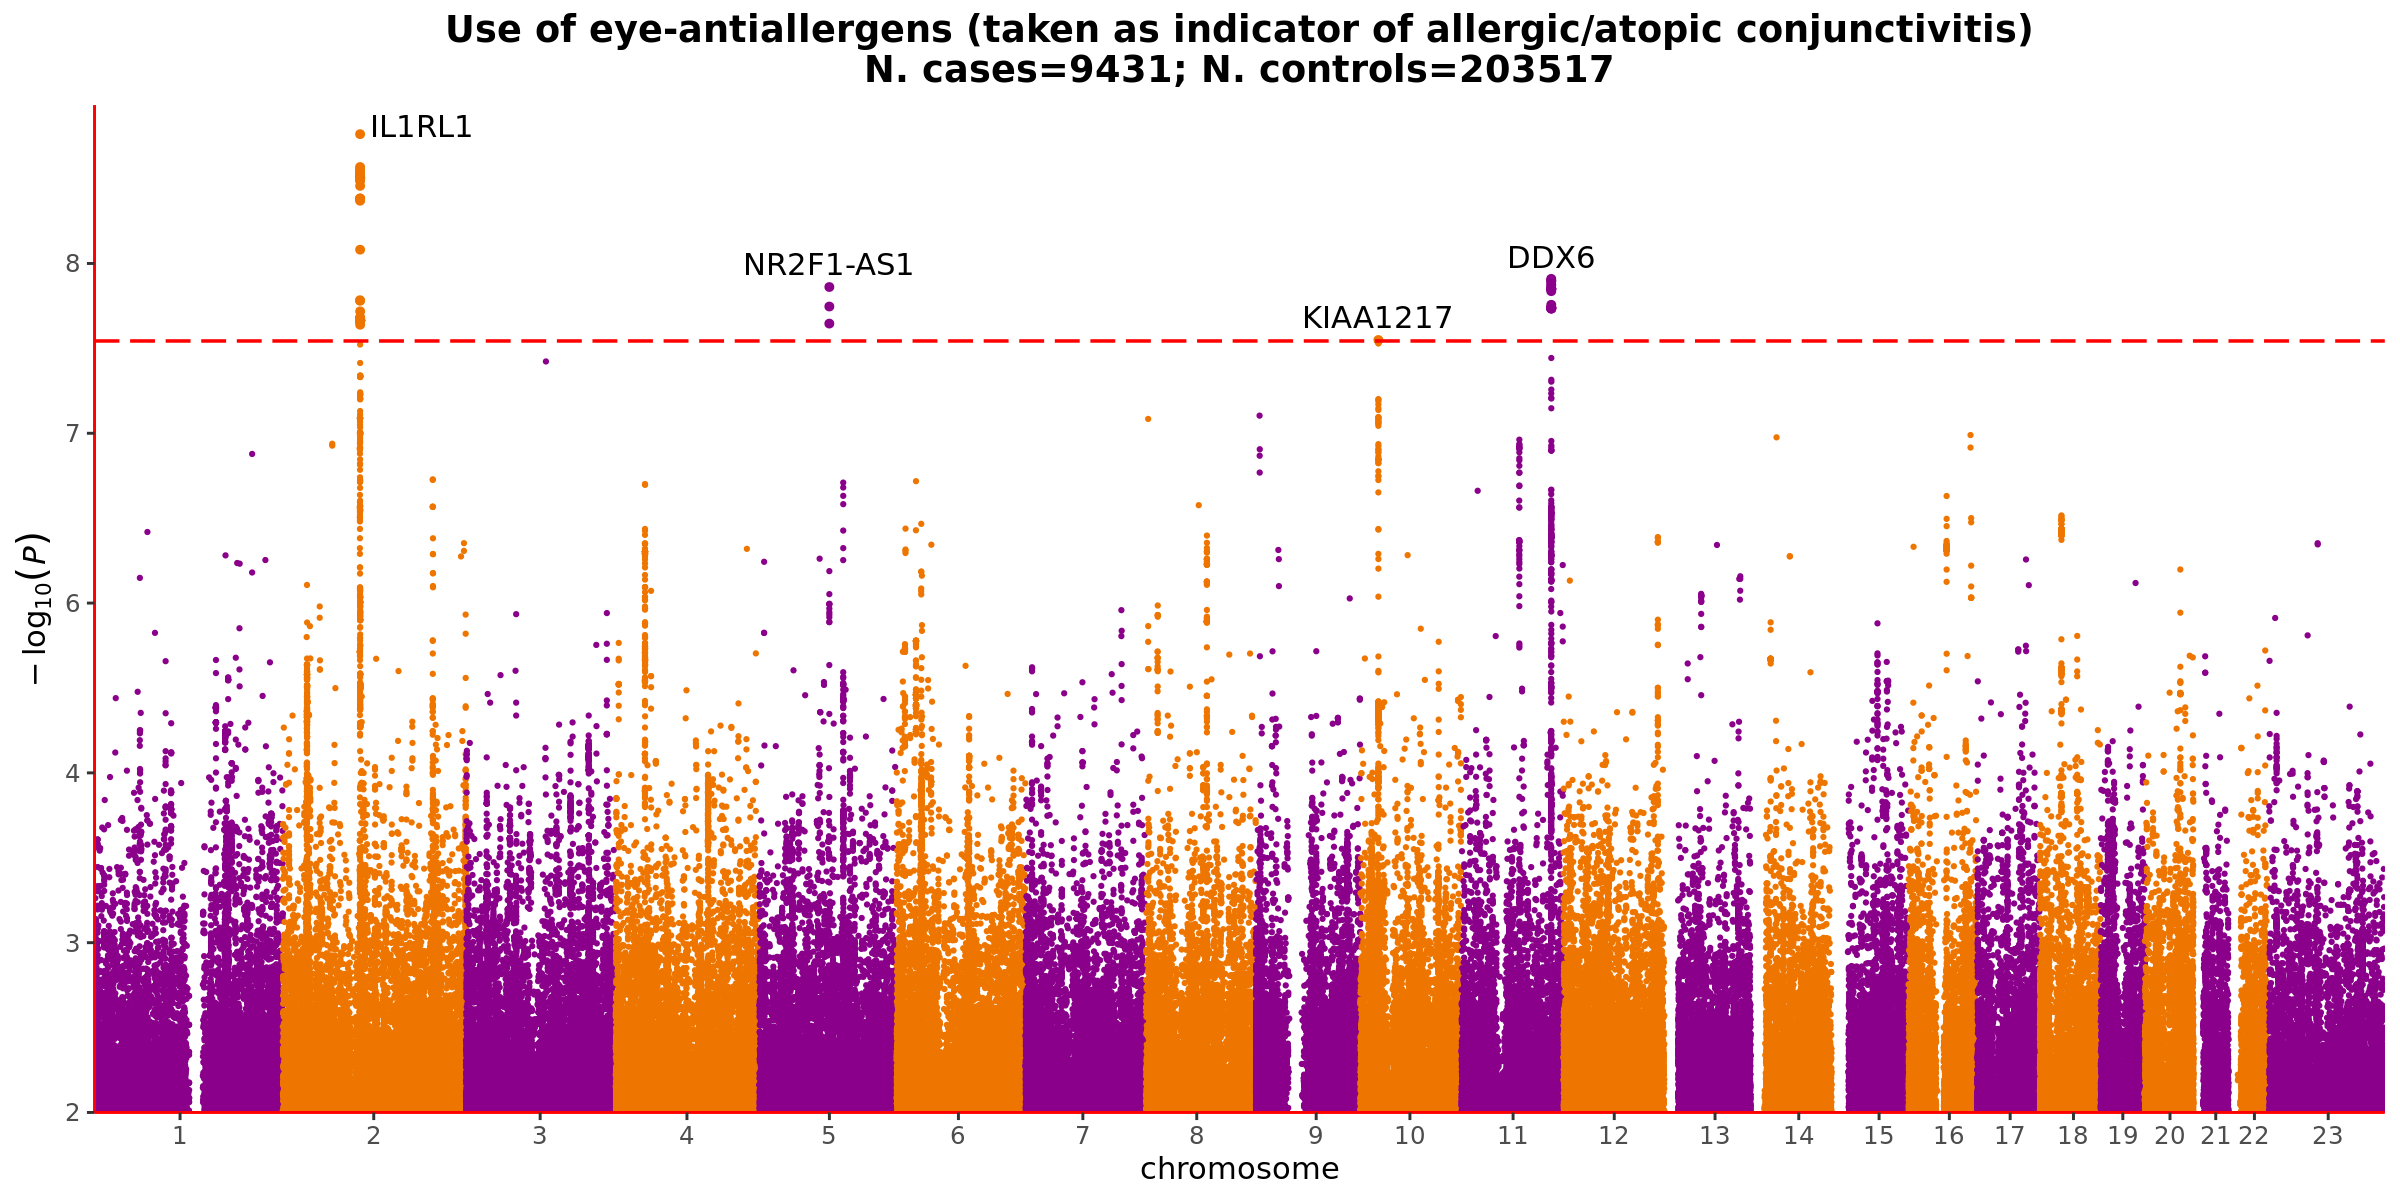 Use of eye-antiallergens (taken as indicator of allergic/atopic conjunctivitis)
N. cases=9431; N. controls=203517
IL1RL1
NR2F1-AS1
DDX6
KIAA1217
8
7
6
5
4
3
2
−log10(P)
1 2 3 4 5 6 7 8 9 10 11 12 13 14 15 16 17 18 19 20 21 22 23
chromosome